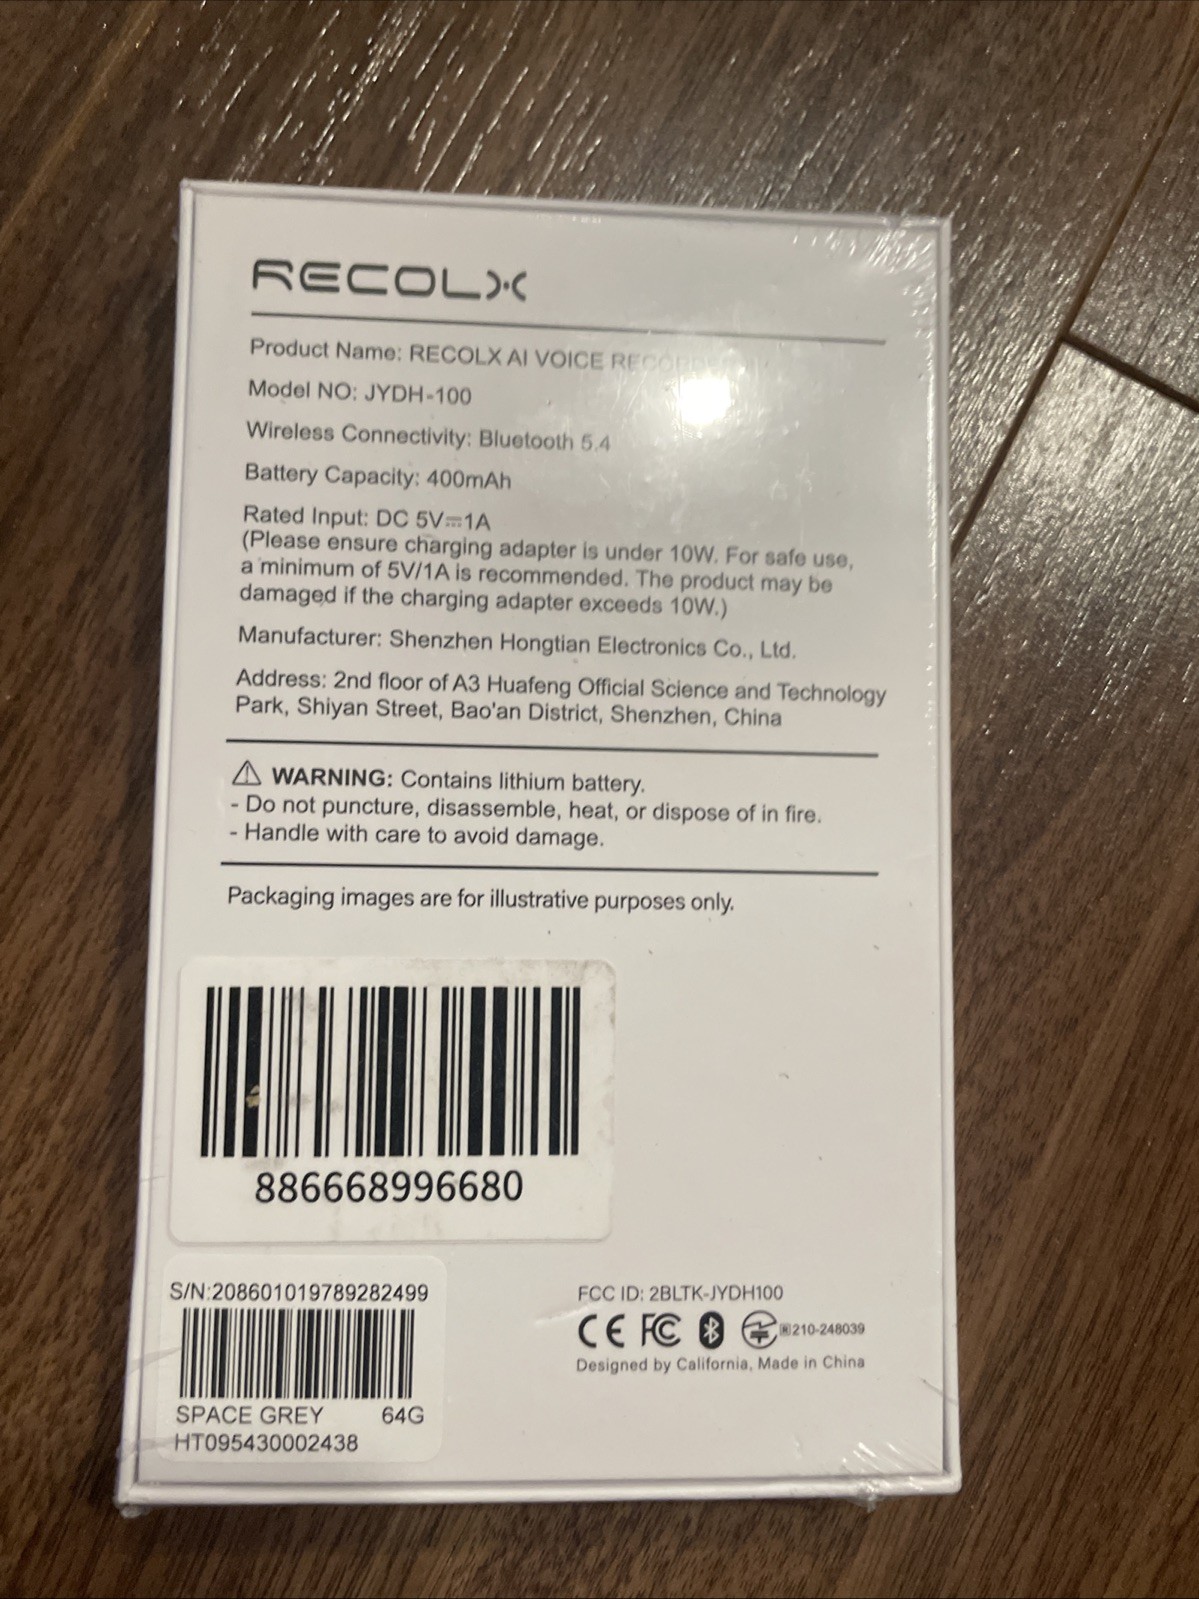 RECOLX
Product Name: RECOLX AI VOICE RECORDER
Model NO: JYDH-100
Wireless Connectivity: Bluetooth 5.4
Battery Capacity: 400mAh
Rated Input: DC 5V⎓1A
(Please ensure charging adapter is under 10W. For safe use,
a minimum of 5V/1A is recommended. The product may be
damaged if the charging adapter exceeds 10W.)
Manufacturer: Shenzhen Hongtian Electronics Co., Ltd.
Address: 2nd floor of A3 Huafeng Official Science and Technology
Park, Shiyan Street, Bao'an District, Shenzhen, China
⚠ WARNING: Contains lithium battery.
- Do not puncture, disassemble, heat, or dispose of in fire.
- Handle with care to avoid damage.
Packaging images are for illustrative purposes only.
886668996680
S/N:208601019789282499
SPACE GREY 64G
HT095430002438
FCC ID: 2BLTK-JYDH100
CE FC R 210-248039
Designed by California, Made in China